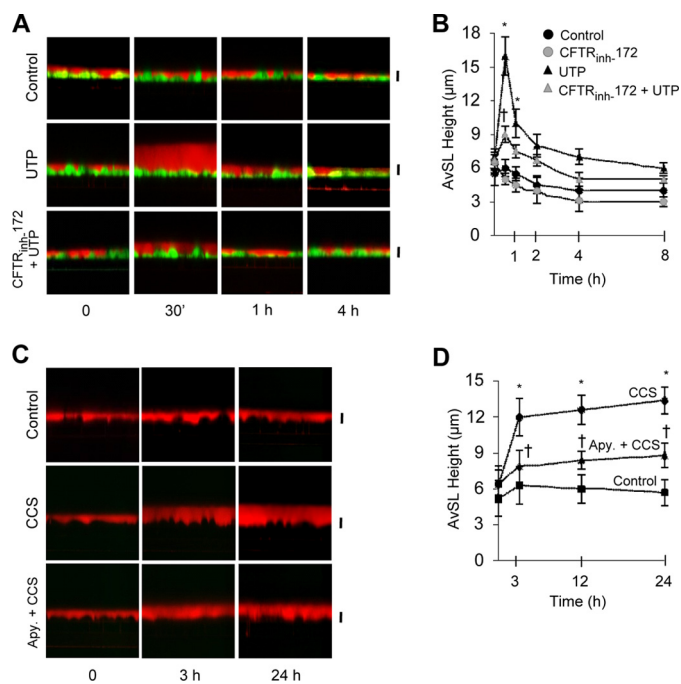 A
Control
UTP
CFTRinh-172
+ UTP
0
30'
1 h
4 h
B
AvSL Height (µm)
18
15
12
9
6
3
0
*
*
†
Control
CFTRinh-172
UTP
CFTRinh-172 + UTP
1
2
4
8
Time (h)
C
Control
CCS
Apy. + CCS
0
3 h
24 h
D
AvSL Height (µm)
15
12
9
6
3
0
*
*
*
CCS
†
†
†
Apy. + CCS
Control
3
12
24
Time (h)